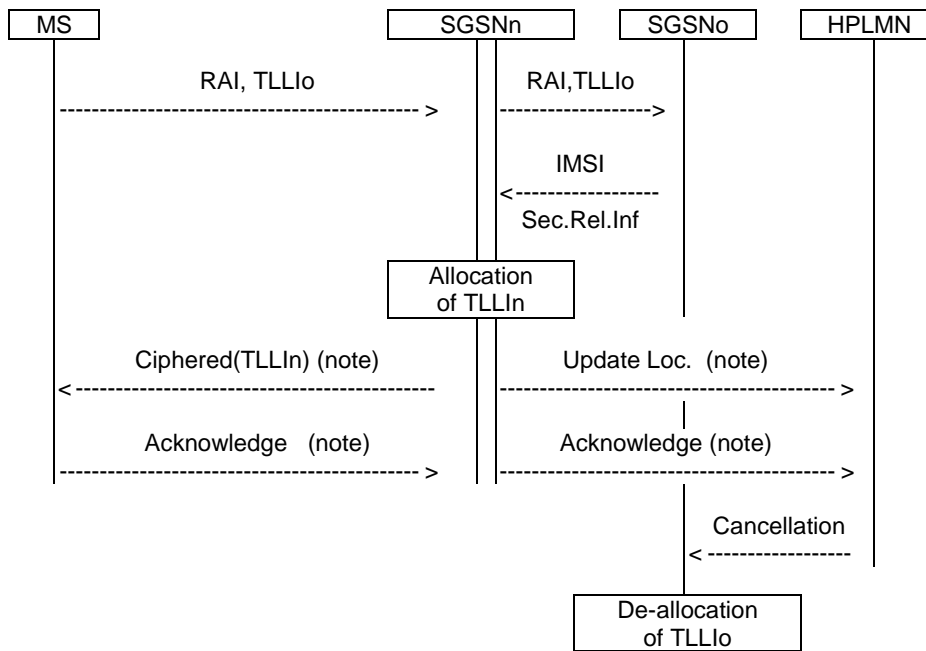 MS SGSNn SGSNo HPLMN
RAI, TLLIo RAI,TLLIo
IMSI
Sec.Rel.Inf
Allocation
of TLLIn
Ciphered(TLLIn) (note) Update Loc. (note)
Acknowledge (note) Acknowledge (note)
Cancellation
De-allocation
of TLLIo